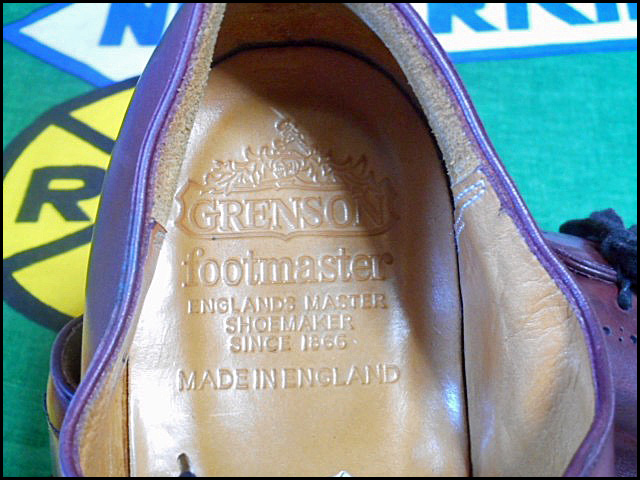 GRENSON
footmaster
ENGLANDS MASTER
SHOEMAKER
SINCE 1866
MADE IN ENGLAND
R